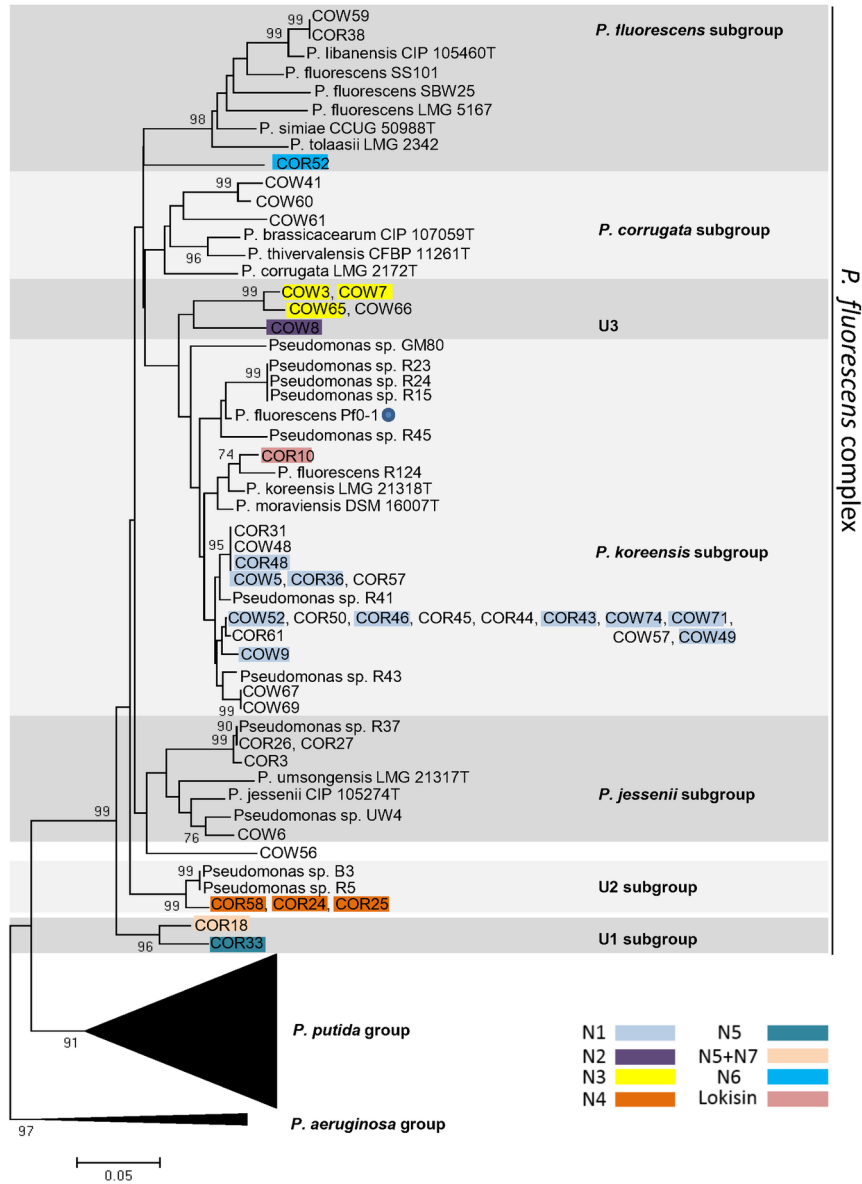 99
COW59
COR38
99
P. libanensis CIP 105460T
P. fluorescens subgroup
P. fluorescens SS101
P. fluorescens SBW25
P. fluorescens LMG 5167
98
P. simiae CCUG 50988T
P. tolaasii LMG 2342
COR52
99
COW41
COW60
COW61
P. brassicacearum CIP 107059T
P. corrugata subgroup
96
P. thivervalensis CFBP 11261T
P. corrugata LMG 2172T
99
COW3, COW7
COW65, COW66
COW8
U3
Pseudomonas sp. GM80
Pseudomonas sp. R23
99
Pseudomonas sp. R24
Pseudomonas sp. R15
P. fluorescens Pf0-1
Pseudomonas sp. R45
74
COR10
P. fluorescens R124
P. koreensis LMG 21318T
P. moraviensis DSM 16007T
COR31
95
COW48
P. koreensis subgroup
COR48
COW5, COR36, COR57
Pseudomonas sp. R41
COW52, COR50, COR46, COR45, COR44, COR43, COW74, COW71,
COR61
COW57, COW49
COW9
Pseudomonas sp. R43
COW67
99
COW69
90
Pseudomonas sp. R37
99
COR26, COR27
COR3
P. umsongensis LMG 21317T
P. jessenii CIP 105274T
P. jessenii subgroup
Pseudomonas sp. UW4
99
76
COW6
COW56
99
Pseudomonas sp. B3
Pseudomonas sp. R5
U2 subgroup
99
COR58, COR24, COR25
COR18
96
COR33
U1 subgroup
P. fluorescens complex
91
P. putida group
97
P. aeruginosa group
0.05
N1
N5
N2
N5+N7
N3
N6
N4
Lokisin